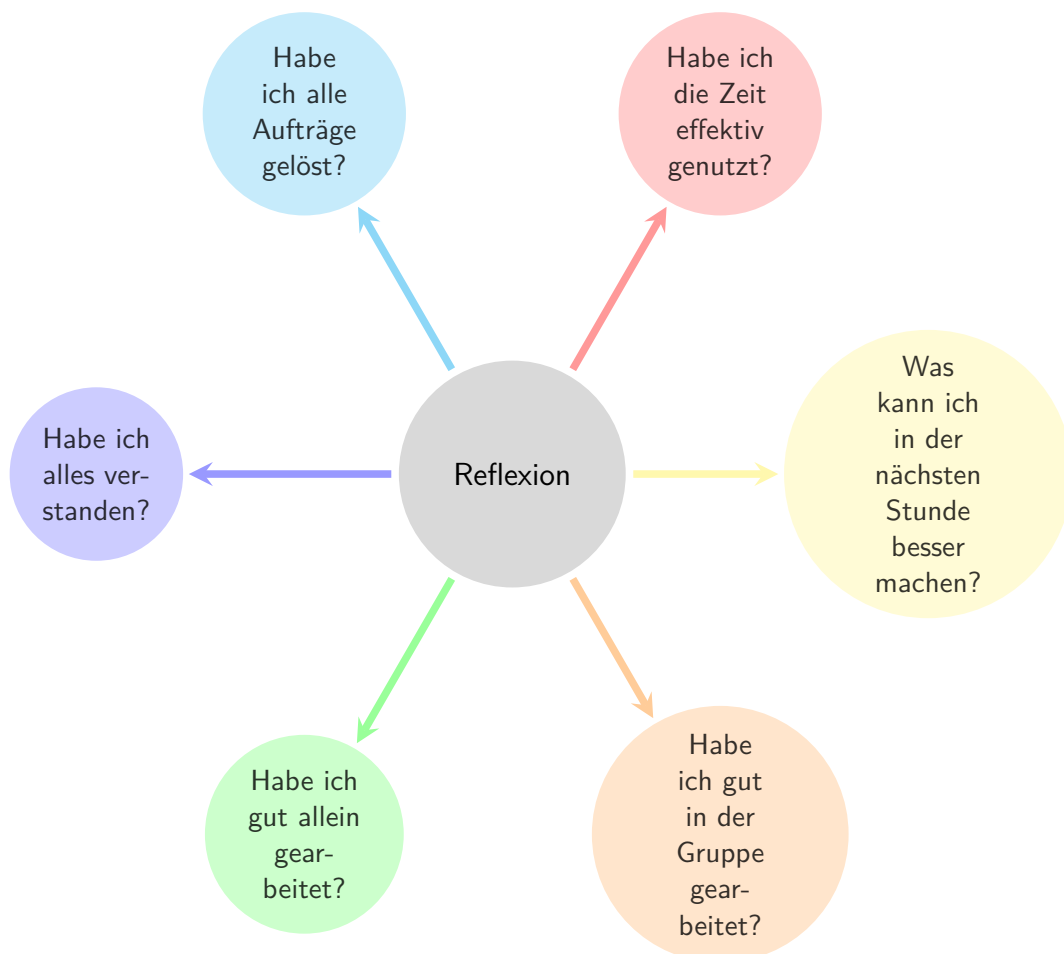 Habe
ich alle
Aufträge
gelöst?
Habe ich
die Zeit
effektiv
genutzt?
Was
kann ich
in der
nächsten
Stunde
besser
machen?
Reflexion
Habe ich
alles ver-
standen?
Habe ich
gut allein
gear-
beitet?
Habe
ich gut
in der
Gruppe
gear-
beitet?